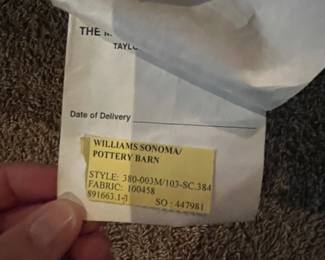 THE
TAYLO
Date of Delivery
WILLIAMS SONOMA/
POTTERY BARN
STYLE: 380-003M/103-SC.384
FABRIC: 100458
891663.1-1
SO : 447981